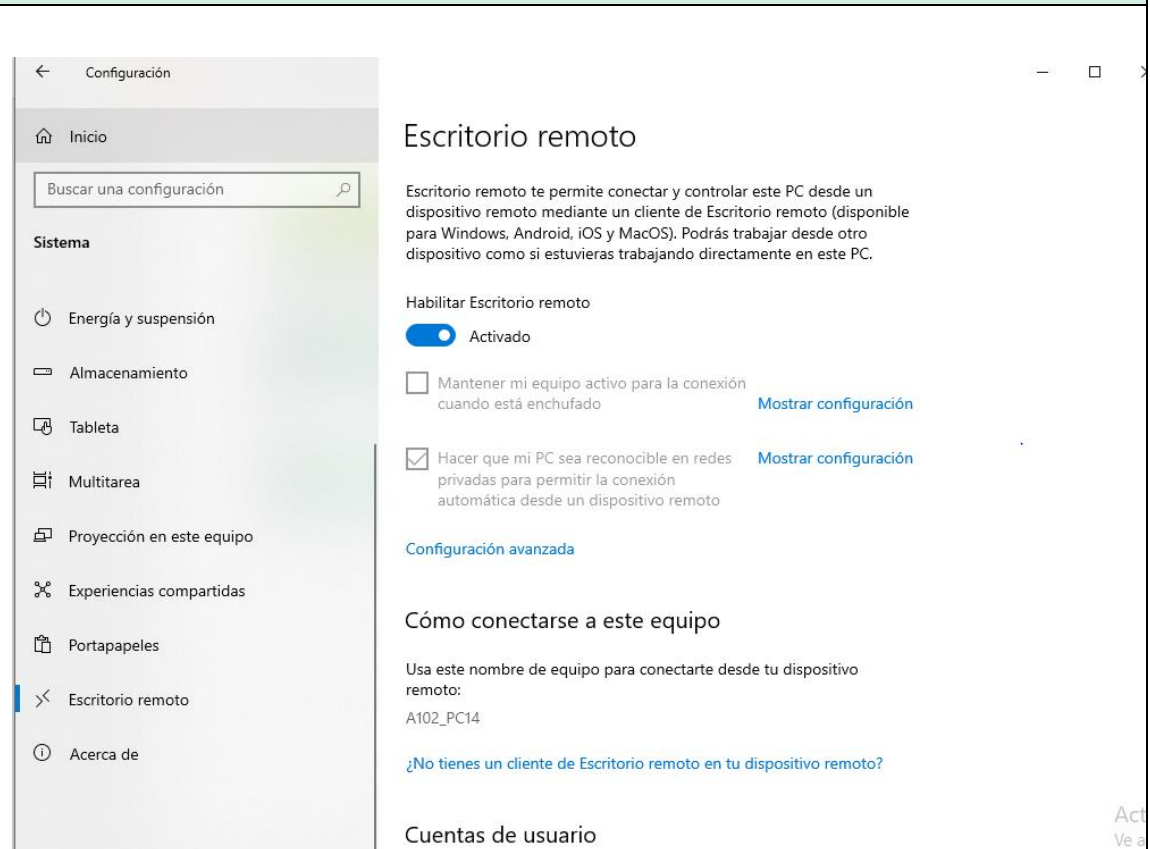 Configuración
Inicio
Buscar una configuración
Sistema
Energía y suspensión
Almacenamiento
Tableta
Multitarea
Proyección en este equipo
Experiencias compartidas
Portapapeles
Escritorio remoto
Acerca de
Escritorio remoto
Escritorio remoto te permite conectar y controlar este PC desde un
dispositivo remoto mediante un cliente de Escritorio remoto (disponible
para Windows, Android, iOS y MacOS). Podrás trabajar desde otro
dispositivo como si estuvieras trabajando directamente en este PC.
Habilitar Escritorio remoto
Activado
Mantener mi equipo activo para la conexión
cuando está enchufado
Mostrar configuración
Hacer que mi PC sea reconocible en redes
privadas para permitir la conexión
automática desde un dispositivo remoto
Mostrar configuración
Configuración avanzada
Cómo conectarse a este equipo
Usa este nombre de equipo para conectarte desde tu dispositivo
remoto:
A102_PC14
¿No tienes un cliente de Escritorio remoto en tu dispositivo remoto?
Cuentas de usuario
Act
Ve a